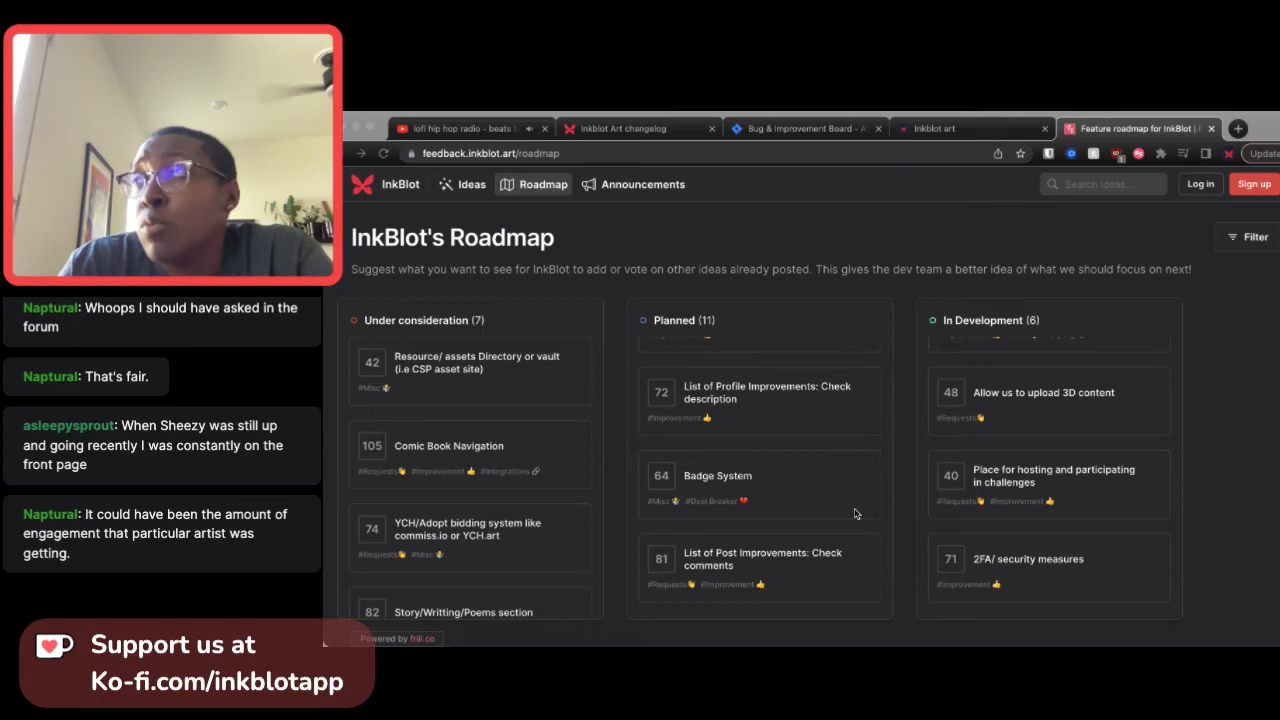 lofi hip hop radio - beats
Inkblot Art changelog
Bug & Improvement Board - A
Inkblot art
Feature roadmap for InkBlot |
feedback.inkblot.art/roadmap
Update
InkBlot
Ideas
Roadmap
Announcements
Search ideas...
Log in
Sign up
InkBlot's Roadmap
Filter
Suggest what you want to see for InkBlot to add or vote on other ideas already posted. This gives the dev team a better idea of what we should focus on next!
Under consideration (7)
42
Resource/ assets Directory or vault
(i.e CSP asset site)
#Misc
105
Comic Book Navigation
#Requests #Improvement #Integrations
74
YCH/Adopt bidding system like
commiss.io or YCH.art
#Requests #Misc
82
Story/Writting/Poems section
Planned (11)
72
List of Profile Improvements: Check
description
#Improvement
64
Badge System
#Misc #Deal Breaker
81
List of Post Improvements: Check
comments
#Requests #Improvement
In Development (6)
48
Allow us to upload 3D content
#Requests
40
Place for hosting and participating
in challenges
#Requests #Improvement
71
2FA/ security measures
#Improvement
Powered by frill.co
Naptural: Whoops I should have asked in the
forum
Naptural: That's fair.
asleepysprout: When Sheezy was still up
and going recently I was constantly on the
front page
Naptural: It could have been the amount of
engagement that particular artist was
getting.
Support us at
Ko-fi.com/inkblotapp